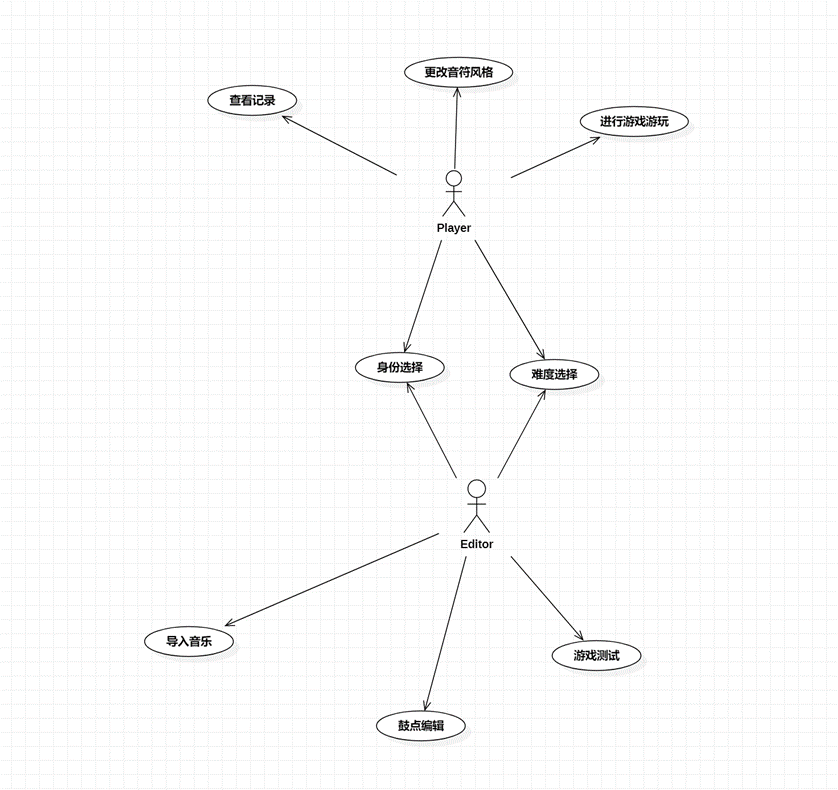 更改音符风格
查看记录
进行游戏游玩
Player
身份选择
难度选择
Editor
导入音乐
游戏测试
鼓点编辑